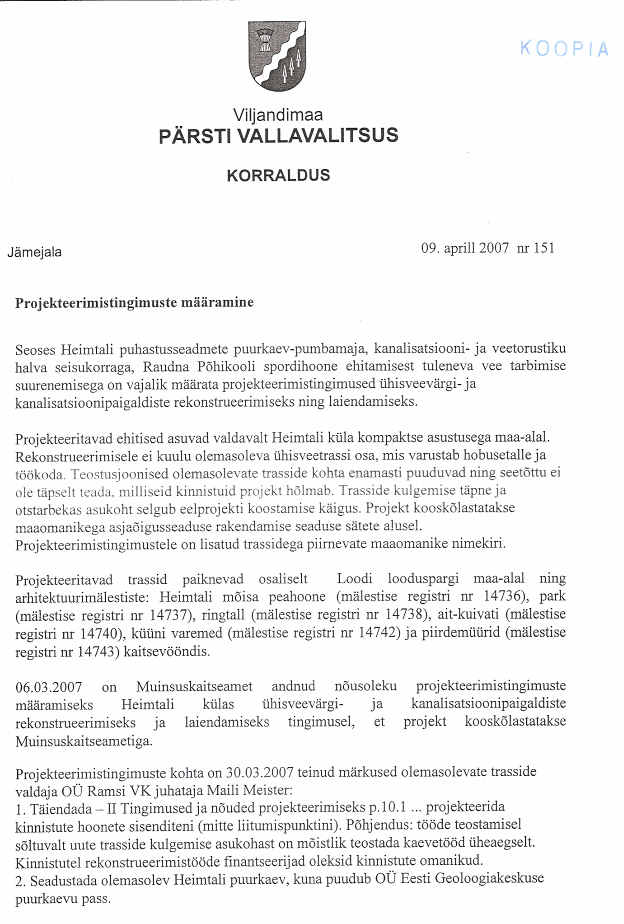 KOOPIA
Viljandimaa
PÄRSTI VALLAVALITSUS
KORRALDUS
Jämejala
09. aprill 2007 nr 151
Projekteerimistingimuste määramine
Seoses Heimtali puhastusseadmete puurkaev-pumbamaja, kanalisatsiooni- ja veetorustiku
halva seisukorraga, Raudna Põhikooli spordihoone ehitamisest tuleneva vee tarbimise
suurenemisega on vajalik määrata projekteerimistingimused ühisveevärgi- ja
kanalisatsioonipaigaldiste rekonstrueerimiseks ning laiendamiseks.
Projekteeritavad ehitised asuvad valdavalt Heimtali küla kompaktse asustusega maa-alal.
Rekonstrueerimisele ei kuulu olemasoleva ühisveetrassi osa, mis varustab hobusetalle ja
töökoda. Teostusjoonised olemasolevate trasside kohta enamasti puuduvad ning seetõttu ei
ole täpselt teada, milliseid kinnistuid projekt hõlmab. Trasside kulgemise täpne ja
otstarbekas asukoht selgub eelprojekti koostamise käigus. Projekt kooskõlastatakse
maaomanikega asjaõigusseaduse rakendamise seaduse sätete alusel.
Projekteerimistingimustele on lisatud trassidega piirnevate maaomanike nimekiri.
Projekteeritavad trassid paiknevad osaliselt Loodi looduspargi maa-alal ning
arhitektuurimälestiste: Heimtali mõisa peahoone (mälestise registri nr 14736), park
(mälestise registri nr 14737), ringtall (mälestise registri nr 14738), ait-kuivati (mälestise
registri nr 14740), küüni varemed (mälestise registri nr 14742) ja piirdemüürid (mälestise
registri nr 14743) kaitsevööndis.
06.03.2007 on Muinsuskaitseamet andnud nõusoleku projekteerimistingimuste
määramiseks Heimtali külas ühisveevärgi- ja kanalisatsioonipaigaldiste
rekonstrueerimiseks ja laiendamiseks tingimusel, et projekt kooskõlastatakse
Muinsuskaitseametiga.
Projekteerimistingimuste kohta on 30.03.2007 teinud märkused olemasolevate trasside
valdaja OÜ Ramsi VK juhataja Maili Meister:
1. Täiendada – II Tingimused ja nõuded projekteerimiseks p.10.1 ... projekteerida
kinnistute hoonete sisenditeni (mitte liitumispunktini). Põhjendus: tööde teostamisel
sõltuvalt uute trasside kulgemise asukohast on mõistlik teostada kaevetööd üheaegselt.
Kinnistutel rekonstrueerimistööde finantseerijad oleksid kinnistute omanikud.
2. Seadustada olemasolev Heimtali puurkaev, kuna puudub OÜ Eesti Geoloogiakeskuse
puurkaevu pass.